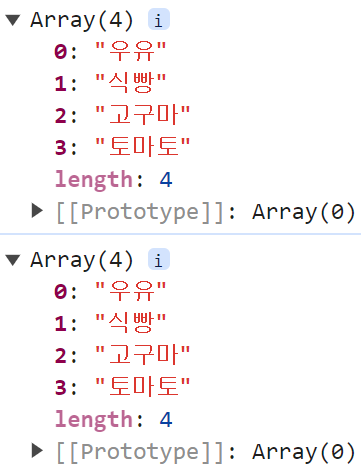 ▼ Array(4) i
0: "우유"
1: "식빵"
2: "고구마"
3: "토마토"
length: 4
▶ [[Prototype]]: Array(0)
▼ Array(4) i
0: "우유"
1: "식빵"
2: "고구마"
3: "토마토"
length: 4
▶ [[Prototype]]: Array(0)